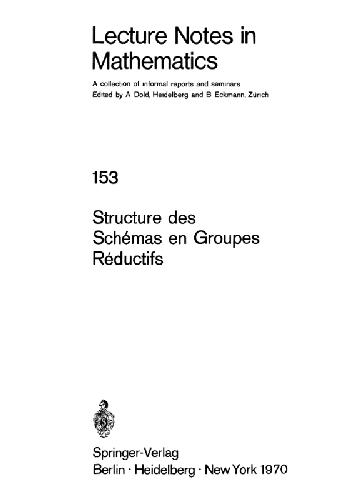 Lecture Notes in
Mathematics
A collection of informal reports and seminars
Edited by A. Dold, Heidelberg and B. Eckmann, Zürich
153
Structure des
Schémas en Groupes
Réductifs
Springer-Verlag
Berlin · Heidelberg · New York 1970